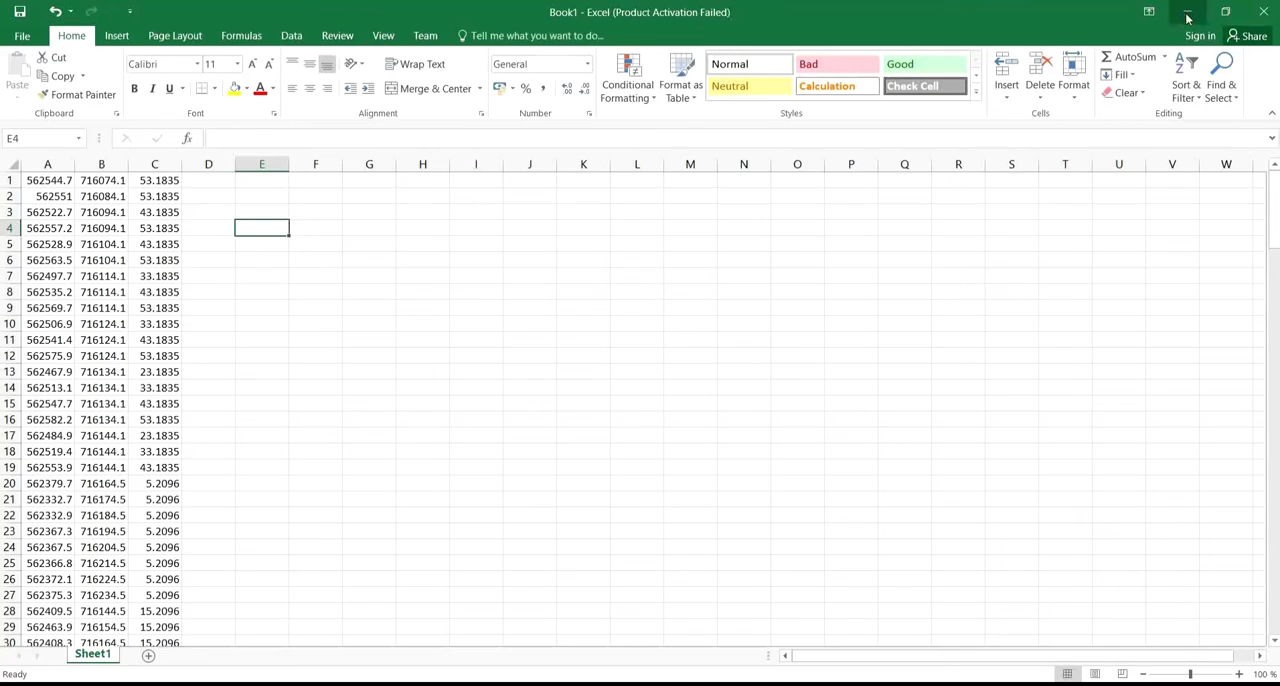 Book1 - Excel (Product Activation Failed)
File Home Insert Page Layout Formulas Data Review View Team Tell me what you want to do... Sign in Share
Paste Cut Copy Format Painter Clipboard
Calibri 11 A A B I U A Font
Wrap Text Merge & Center Alignment
General % , Number
Conditional Formatting Format as Table Normal Bad Good Neutral Calculation Check Cell Styles
Insert Delete Format Cells
AutoSum Fill Clear Sort & Filter Find & Select Editing
E4 fx
A B C D E F G H I J K L M N O P Q R S T U V W
1 562544.7 716074.1 53.1835
2 562551 716084.1 53.1835
3 562522.7 716094.1 43.1835
4 562557.2 716094.1 53.1835
5 562528.9 716104.1 43.1835
6 562563.5 716104.1 53.1835
7 562497.7 716114.1 33.1835
8 562535.2 716114.1 43.1835
9 562569.7 716114.1 53.1835
10 562506.9 716124.1 33.1835
11 562541.4 716124.1 43.1835
12 562575.9 716124.1 53.1835
13 562467.9 716134.1 23.1835
14 562513.1 716134.1 33.1835
15 562547.7 716134.1 43.1835
16 562582.2 716134.1 53.1835
17 562484.9 716144.1 23.1835
18 562519.4 716144.1 33.1835
19 562553.9 716144.1 43.1835
20 562379.7 716164.5 5.2096
21 562332.7 716174.5 5.2096
22 562332.9 716184.5 5.2096
23 562367.3 716194.5 5.2096
24 562367.5 716204.5 5.2096
25 562366.8 716214.5 5.2096
26 562372.1 716224.5 5.2096
27 562375.3 716234.5 5.2096
28 562409.5 716144.5 15.2096
29 562463.9 716154.5 15.2096
30 562408.3 716164.5 15.2096
Sheet1
Ready 100 %